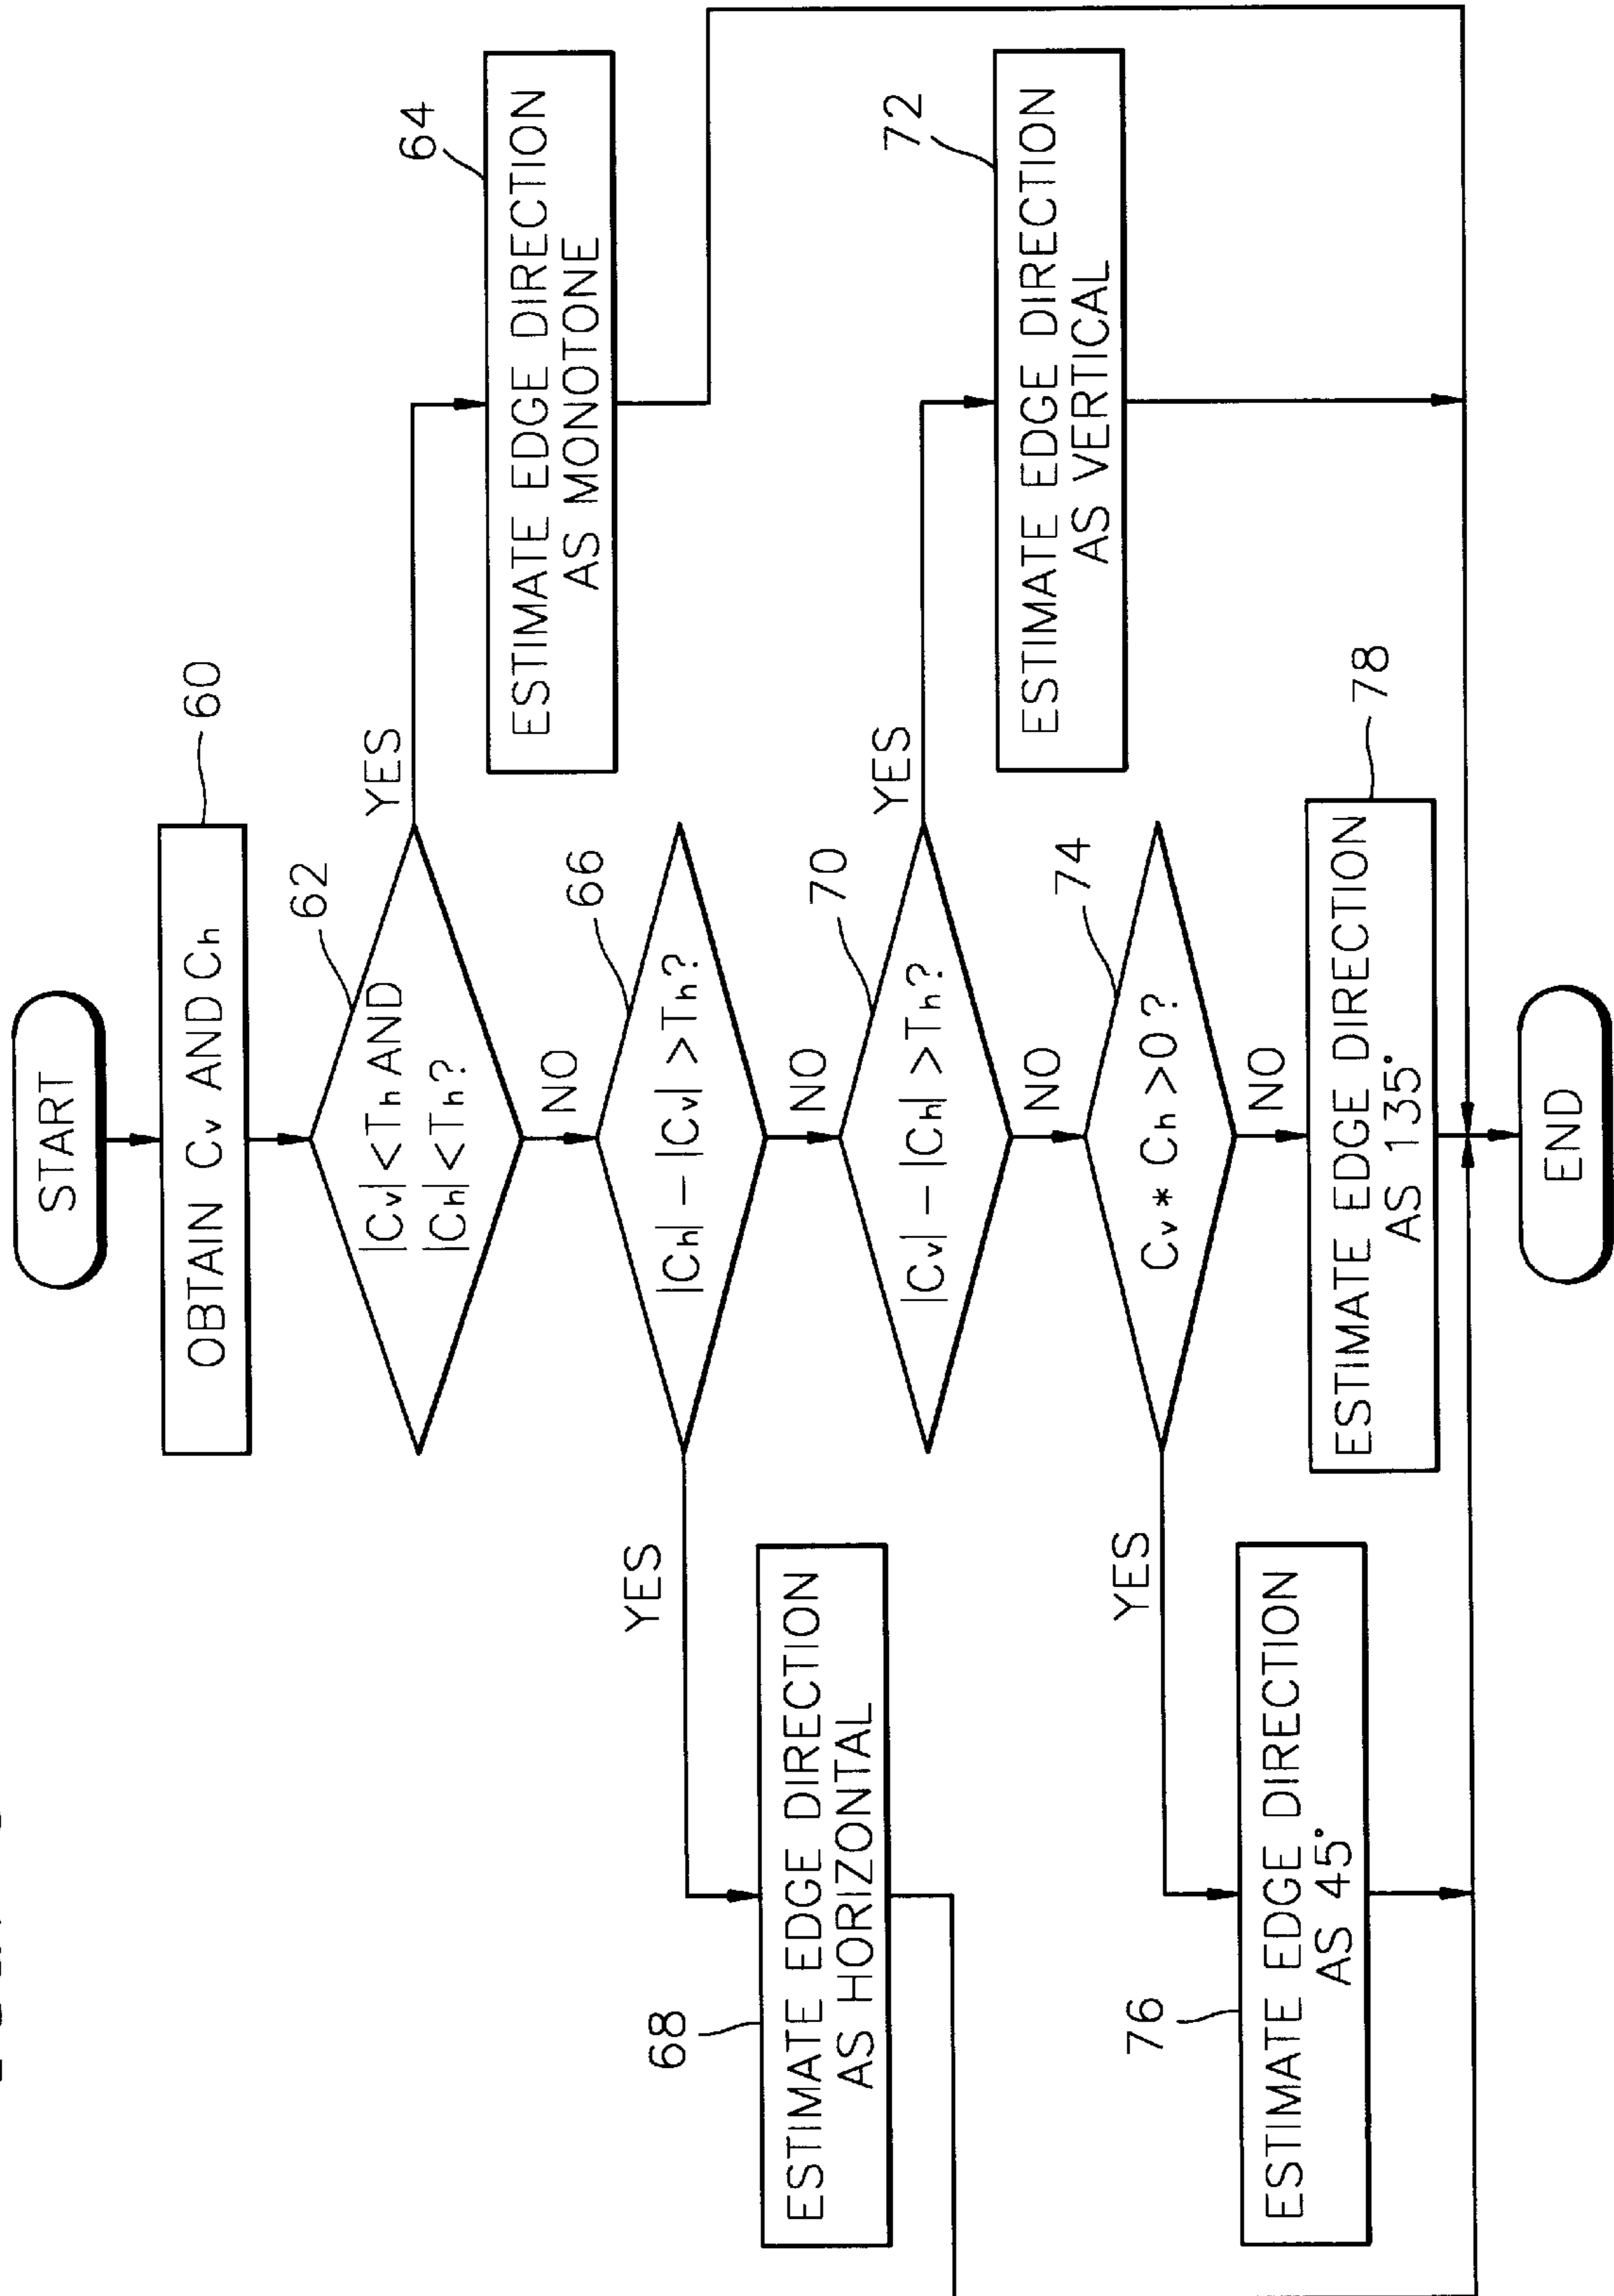 START
OBTAIN Cv AND Ch
60
|Cv|<Th AND
|Ch|<Th?
62
YES
NO
ESTIMATE EDGE DIRECTION
AS MONOTONE
64
|Ch|-|Cv|>Th?
66
YES
NO
ESTIMATE EDGE DIRECTION
AS HORIZONTAL
68
|Cv|-|Ch|>Th?
70
YES
NO
ESTIMATE EDGE DIRECTION
AS VERTICAL
72
Cv*Ch>0?
74
YES
NO
ESTIMATE EDGE DIRECTION
AS 45°
76
ESTIMATE EDGE DIRECTION
AS 135°
78
END